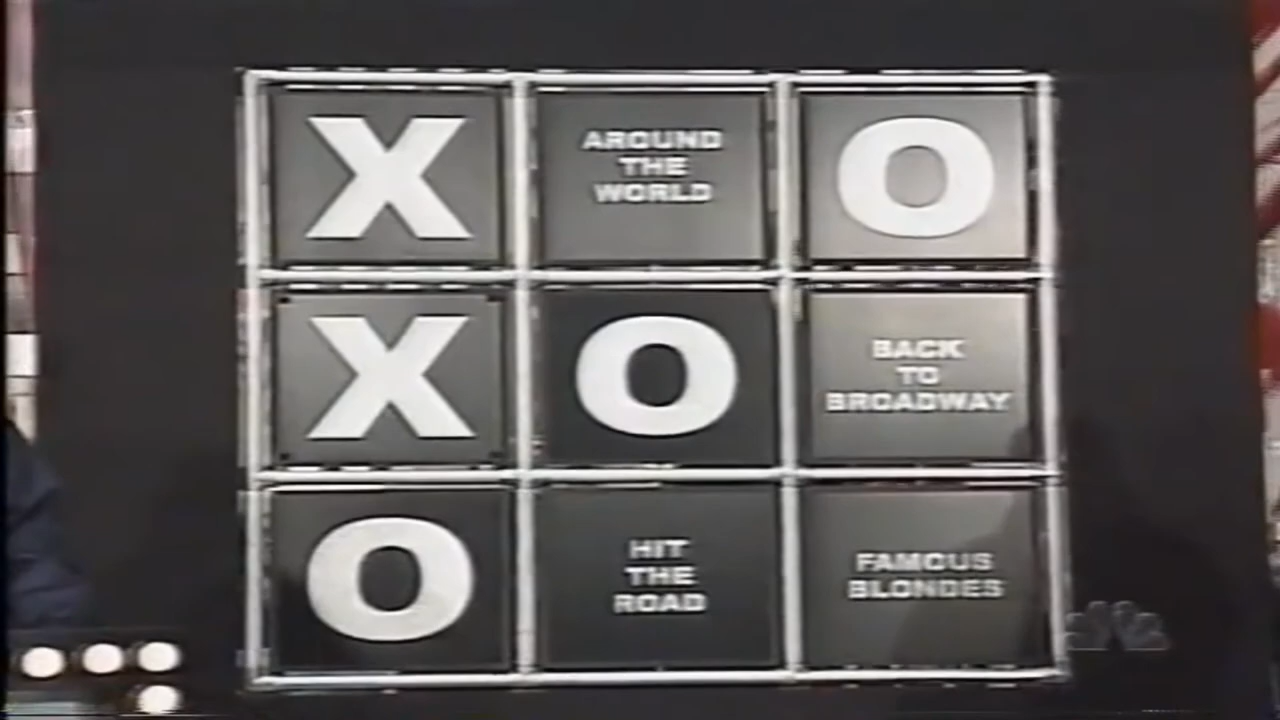 X
AROUND
THE
WORLD
O
X
O
BACK
TO
BROADWAY
O
HIT
THE
ROAD
FAMOUS
BLONDES